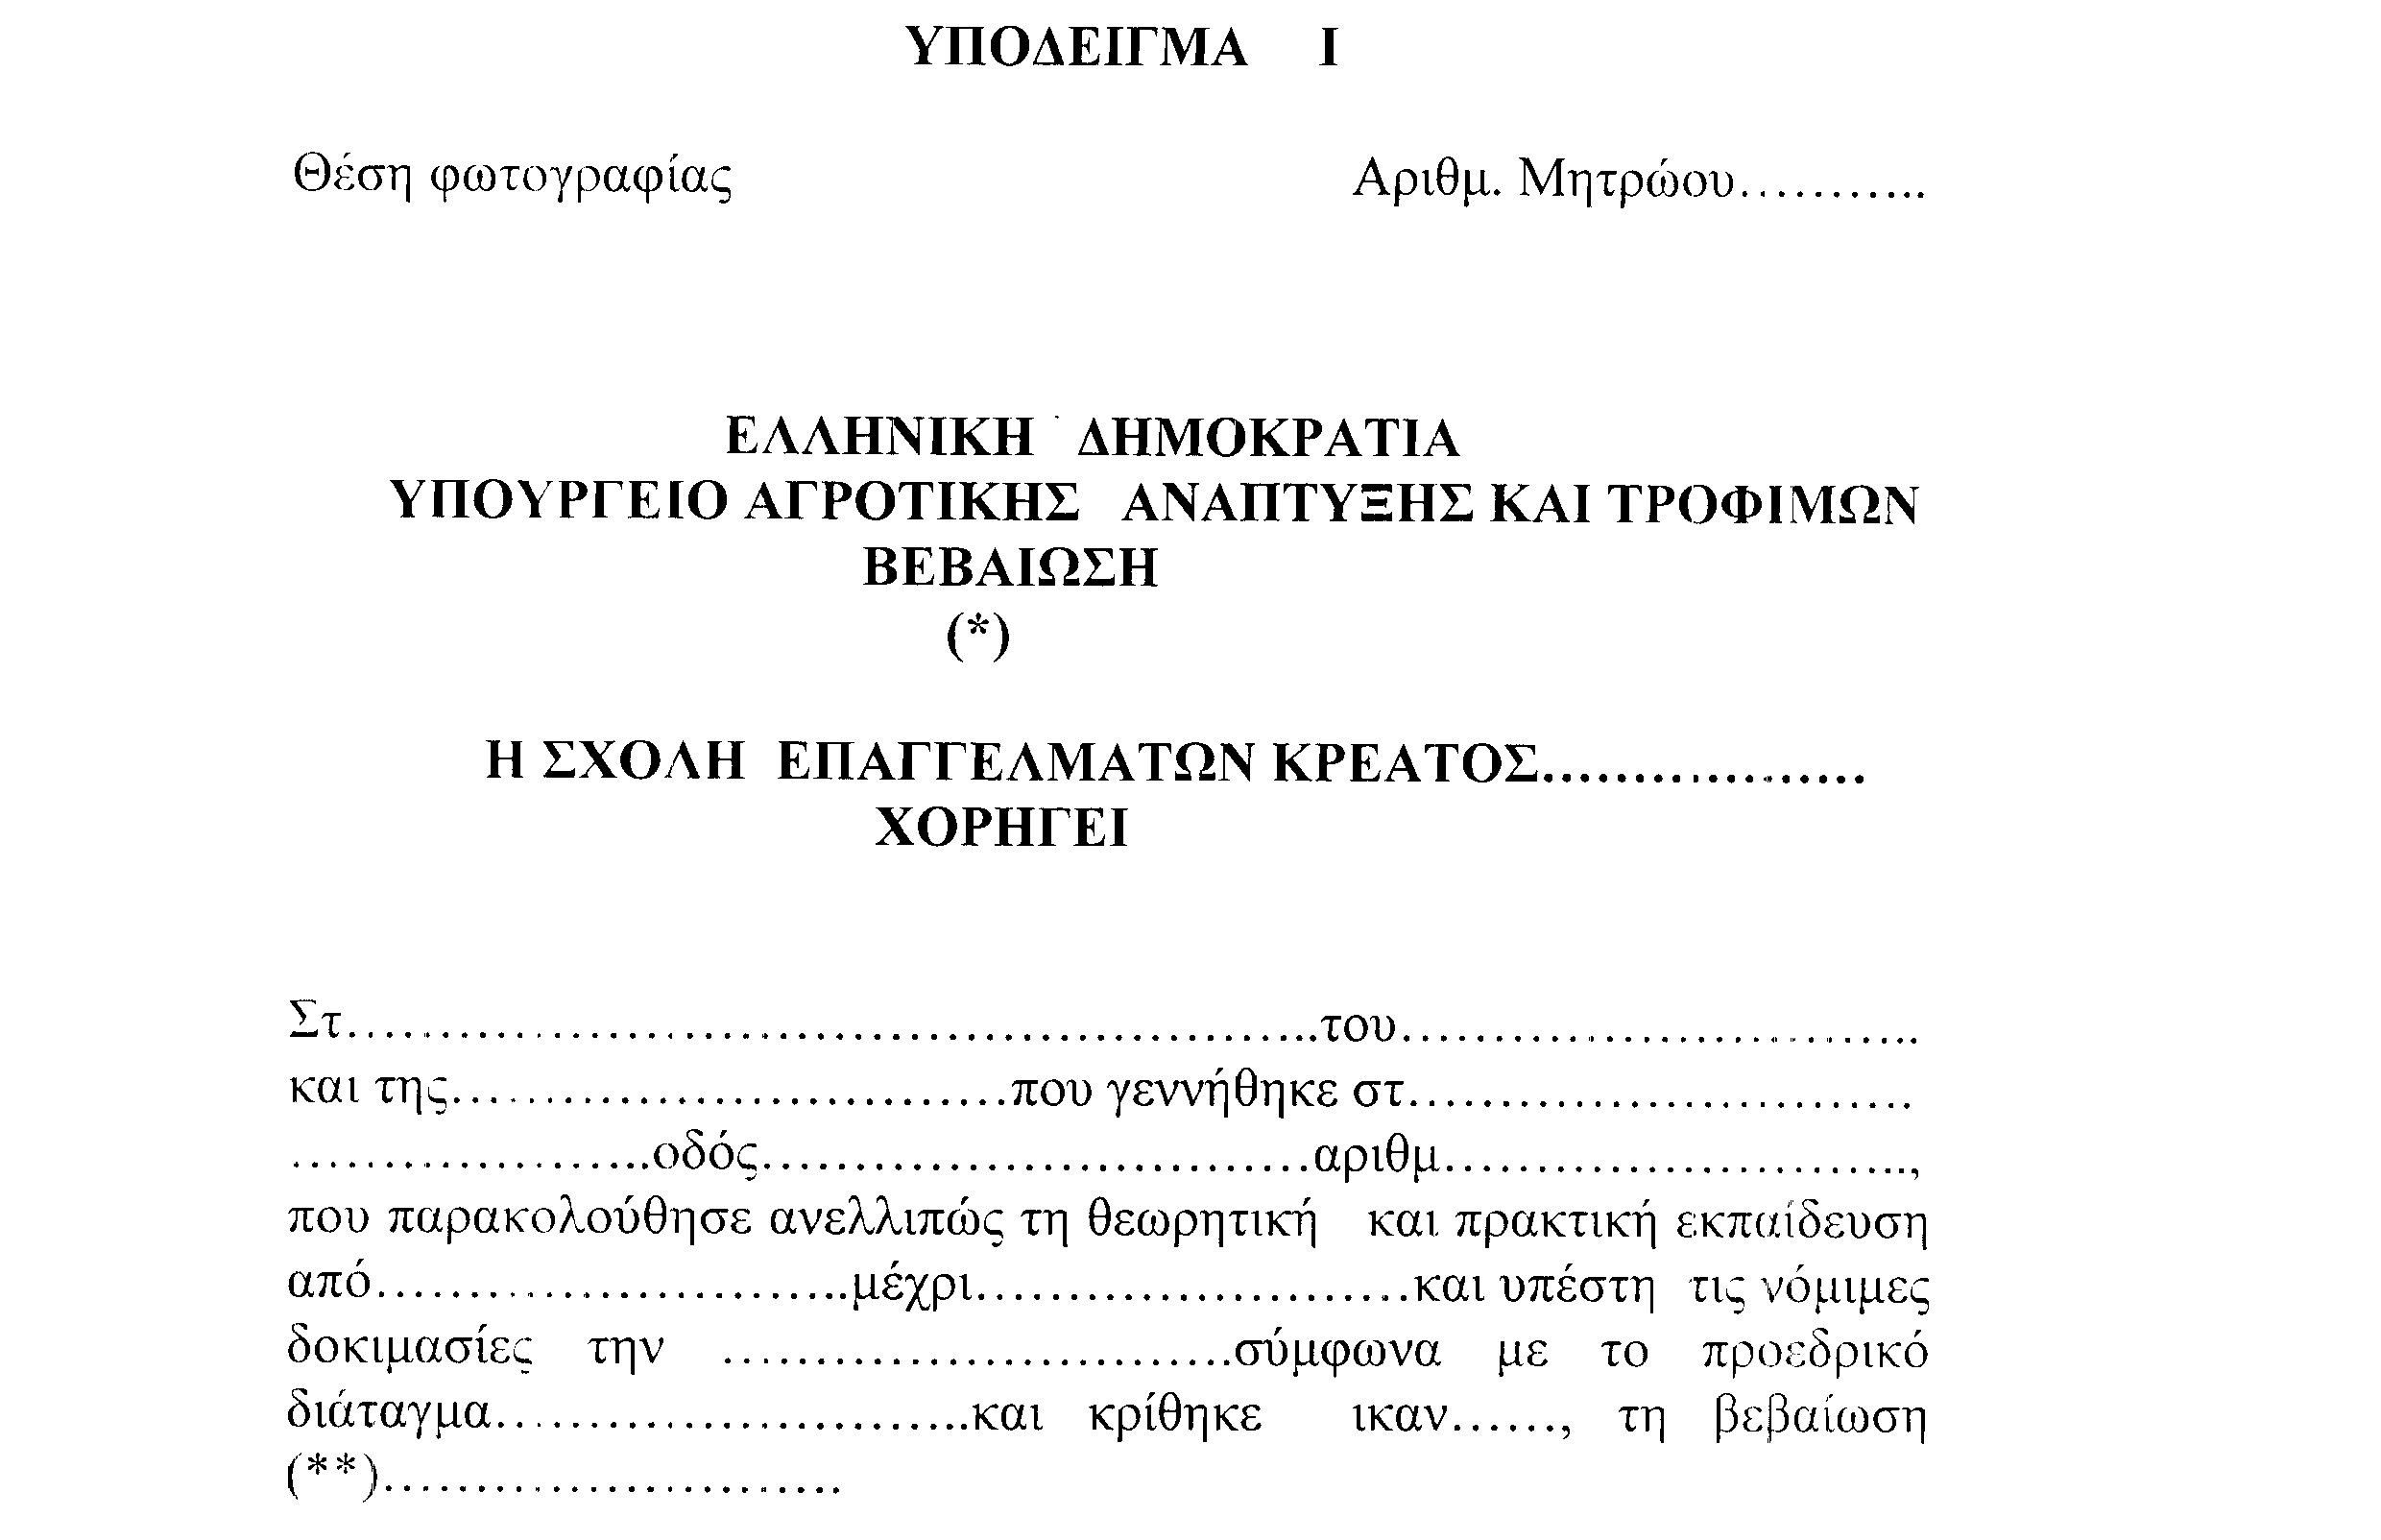 ΥΠΟΔΕΙΓΜΑ Ι
Θέση φωτογραφίας Αριθμ. Μητρώου...........
ΕΛΛΗΝΙΚΗ ΔΗΜΟΚΡΑΤΙΑ
ΥΠΟΥΡΓΕΙΟ ΑΓΡΟΤΙΚΗΣ ΑΝΑΠΤΥΞΗΣ ΚΑΙ ΤΡΟΦΙΜΩΝ
ΒΕΒΑΙΩΣΗ
(*)
Η ΣΧΟΛΗ ΕΠΑΓΓΕΛΜΑΤΩΝ ΚΡΕΑΤΟΣ..................
ΧΟΡΗΓΕΙ
Στ......................................................του.............................
και της...............................που γεννήθηκε στ............................
....................οδός..............................αριθμ..........................,
που παρακολούθησε ανελλιπώς τη θεωρητική και πρακτική εκπαίδευση
από..........................μέχρι........................και υπέστη τις νόμιμες
δοκιμασίες την ............................σύμφωνα με το προεδρικό
διάταγμα..........................και κρίθηκε ικαν......, τη βεβαίωση
(**).........................